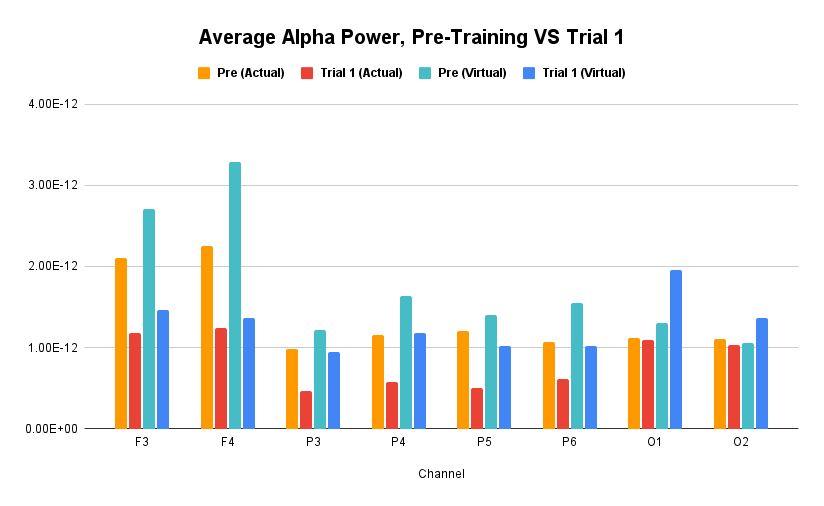 Average Alpha Power, Pre-Training VS Trial 1
Pre (Actual) Trial 1 (Actual) Pre (Virtual) Trial 1 (Virtual)
4.00E-12
3.00E-12
2.00E-12
1.00E-12
0.00E+00
F3 F4 P3 P4 P5 P6 O1 O2
Channel